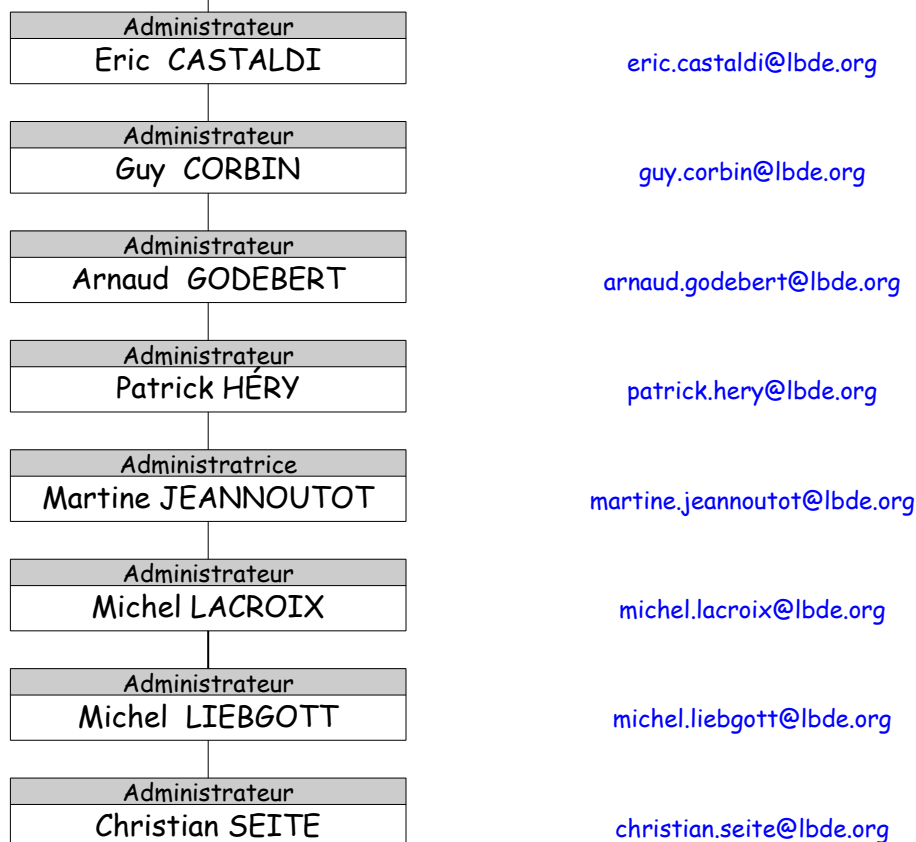 Administrateur
Eric CASTALDI
eric.castaldi@lbde.org
Administrateur
Guy CORBIN
guy.corbin@lbde.org
Administrateur
Arnaud GODEBERT
arnaud.godebert@lbde.org
Administrateur
Patrick HÉRY
patrick.hery@lbde.org
Administratrice
Martine JEANNOUTOT
martine.jeannoutot@lbde.org
Administrateur
Michel LACROIX
michel.lacroix@lbde.org
Administrateur
Michel LIEBGOTT
michel.liebgott@lbde.org
Administrateur
Christian SEITE
christian.seite@lbde.org